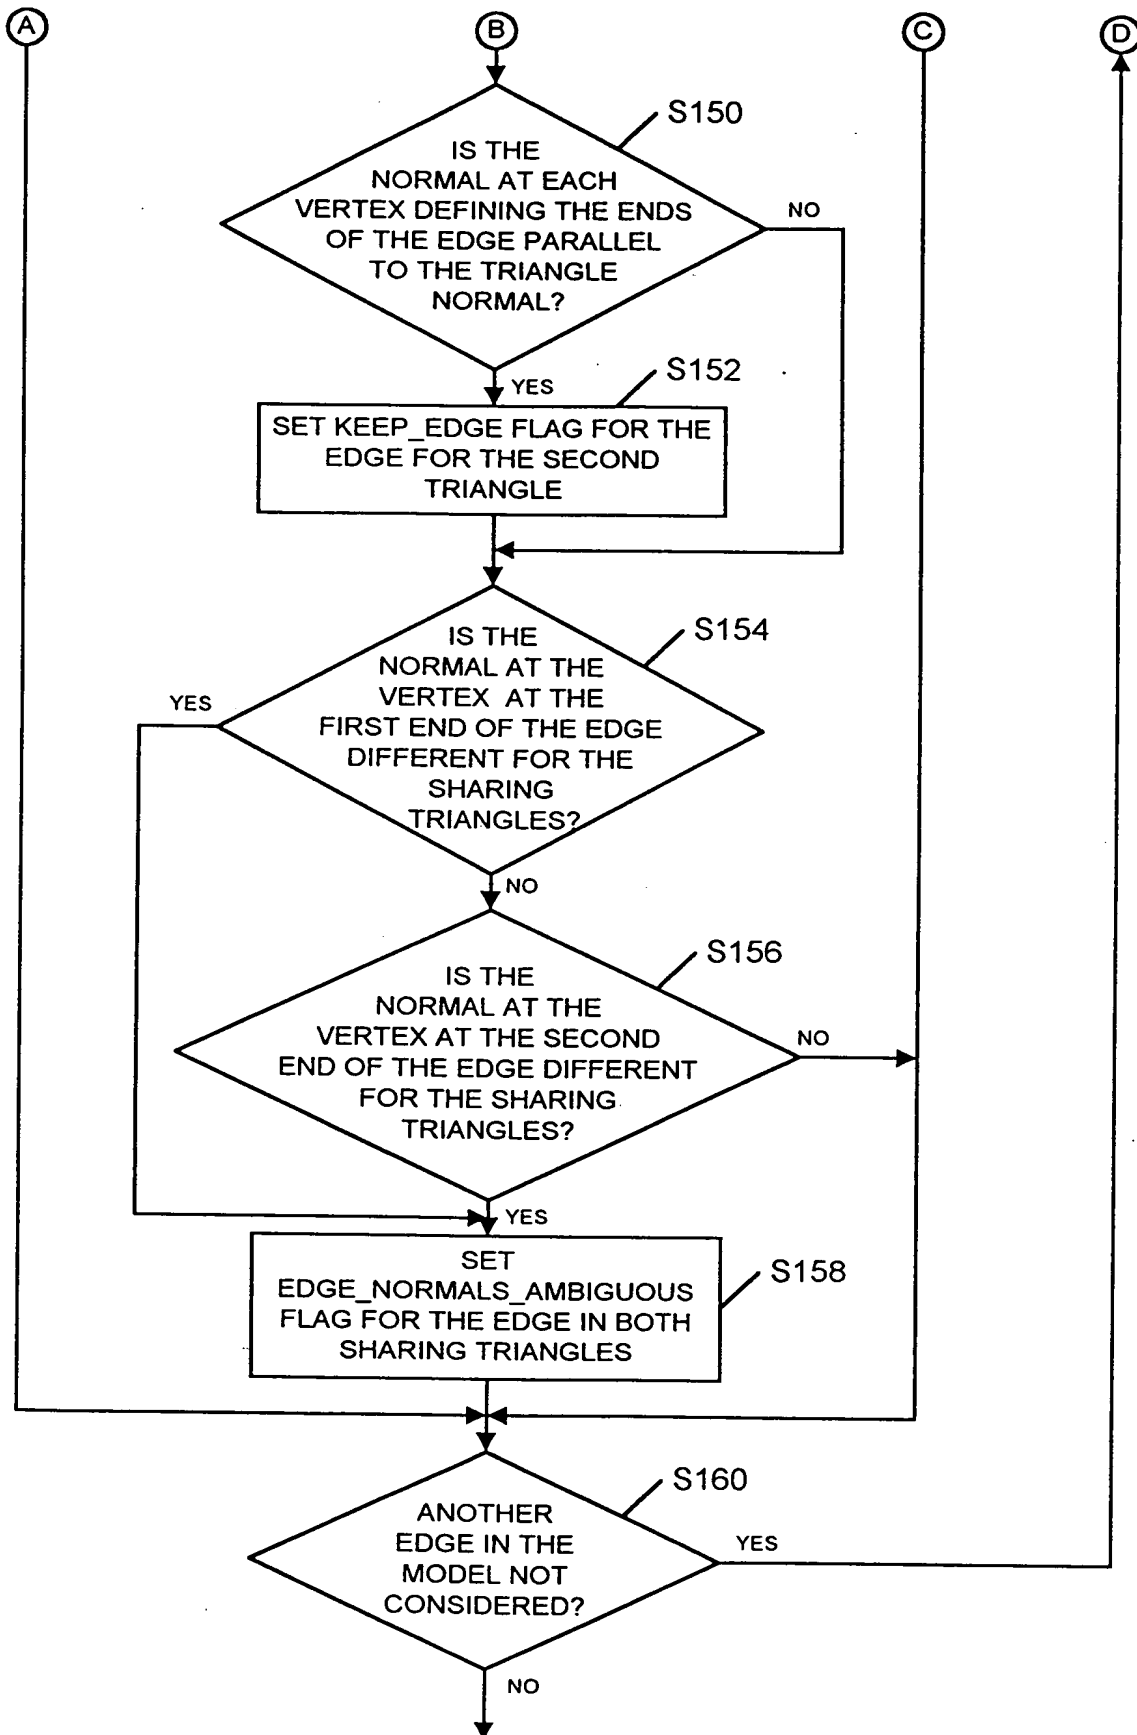 A
B
C
D
S150
IS THE
NORMAL AT EACH
VERTEX DEFINING THE ENDS
OF THE EDGE PARALLEL
TO THE TRIANGLE
NORMAL?
NO
YES
S152
SET KEEP_EDGE FLAG FOR THE
EDGE FOR THE SECOND
TRIANGLE
S154
IS THE
NORMAL AT THE
VERTEX AT THE
FIRST END OF THE EDGE
DIFFERENT FOR THE
SHARING
TRIANGLES?
YES
NO
S156
IS THE
NORMAL AT THE
VERTEX AT THE SECOND
END OF THE EDGE DIFFERENT
FOR THE SHARING
TRIANGLES?
NO
YES
S158
SET
EDGE_NORMALS_AMBIGUOUS
FLAG FOR THE EDGE IN BOTH
SHARING TRIANGLES
S160
ANOTHER
EDGE IN THE
MODEL NOT
CONSIDERED?
YES
NO